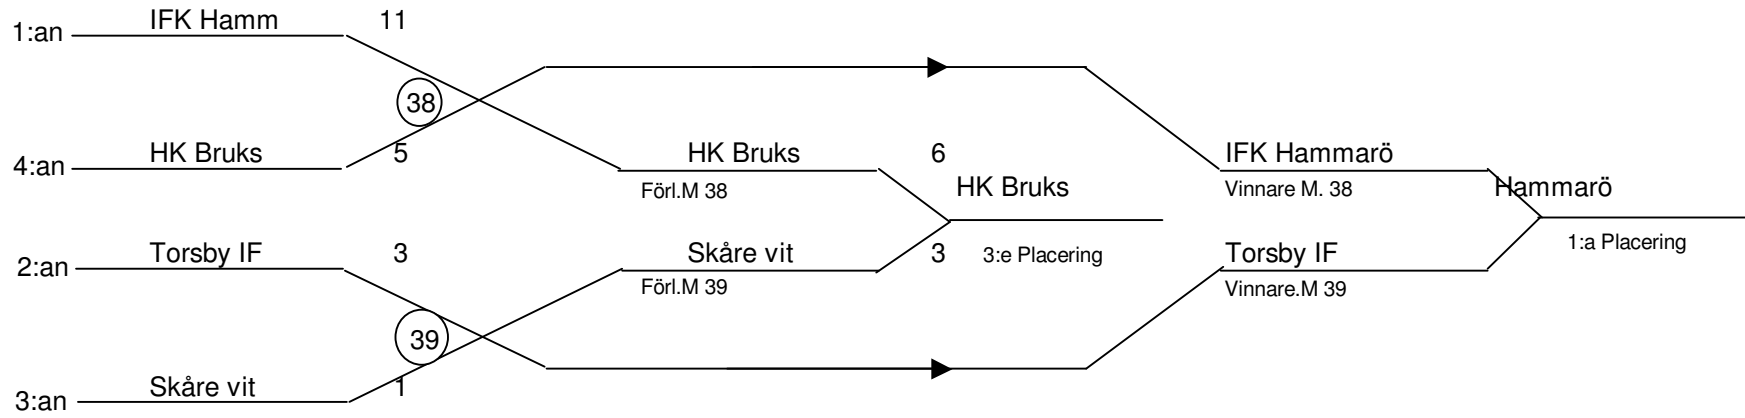 1:an IFK Hamm 11
38
4:an HK Bruks 5
HK Bruks 6
Förl.M 38
HK Bruks
IFK Hammarö
Vinnare M. 38
Hammarö
2:an Torsby IF 3
Skåre vit 3
Förl.M 39
3:e Placering
Torsby IF
Vinnare.M 39
1:a Placering
39
3:an Skåre vit 1